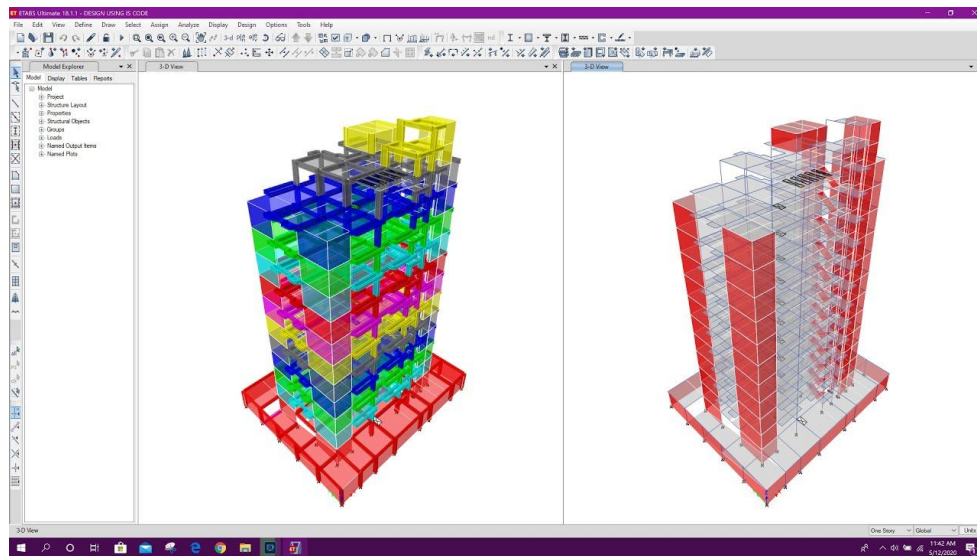 ETABS Ultimate 18.1.1 - DESIGN USING IS CODE
File Edit View Define Draw Select Assign Analyze Display Design Options Tools Help
Model Explorer
3-D View
3-D View
Model Display Tables Reports
Model
Project
Structure Layout
Properties
Structural Objects
Groups
Loads
Named Output Items
Named Plots
3-D View
One Story
Global
Units
11:42 AM
5/12/2020